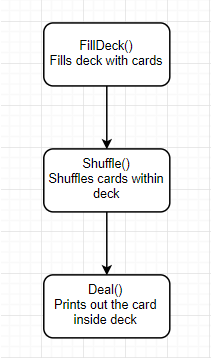 FillDeck()
Fills deck with cards
Shuffle()
Shuffles cards within
deck
Deal()
Prints out the card
inside deck